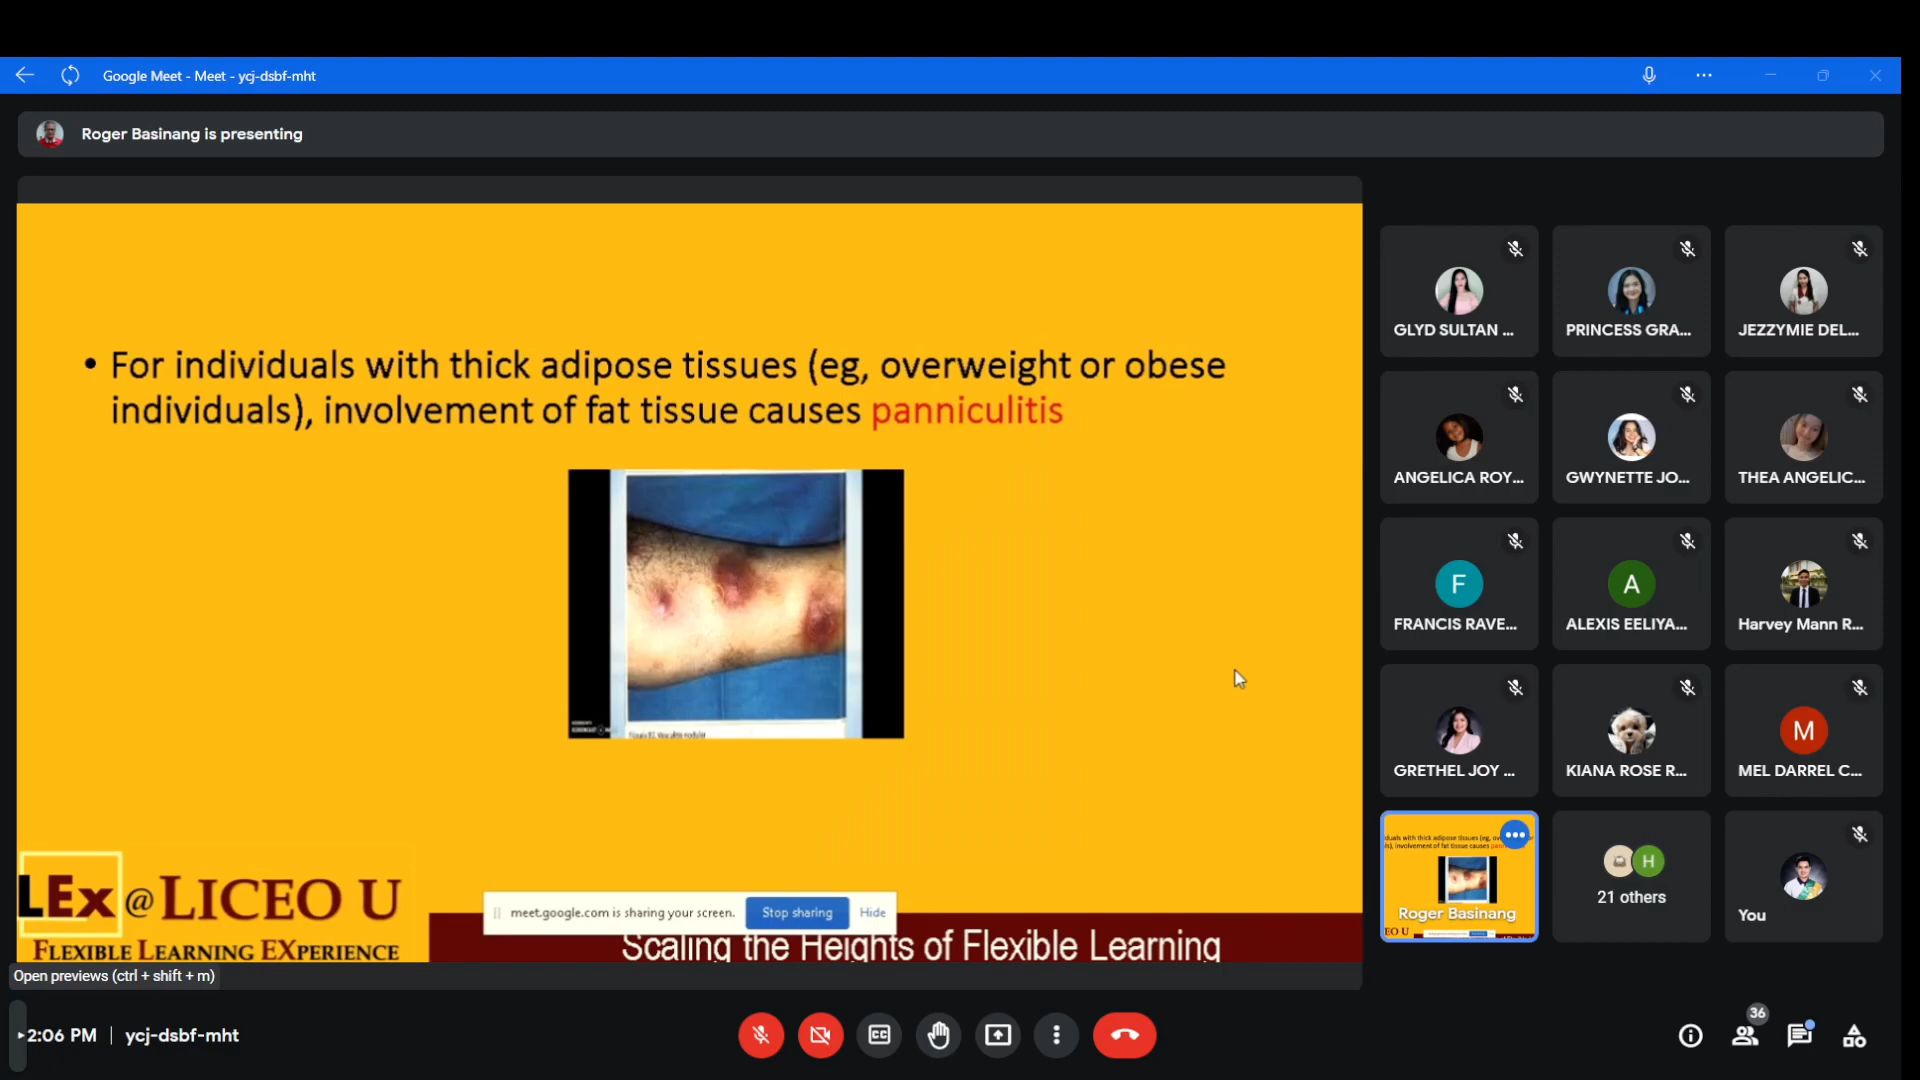 Google Meet - Meet - ycj-dsbf-mht
Roger Basinang is presenting
• For individuals with thick adipose tissues (eg, overweight or obese
individuals), involvement of fat tissue causes panniculitis
LEx @ LICEO U
FLEXIBLE LEARNING EXPERIENCE
meet.google.com is sharing your screen.
Stop sharing
Hide
Scaling the Heights of Flexible Learning
Open previews (ctrl + shift + m)
GLYD SULTAN ...
PRINCESS GRA...
JEZZYMIE DEL...
ANGELICA ROY...
GWYNETTE JO...
THEA ANGELIC...
F
FRANCIS RAVE...
A
ALEXIS EELIYA...
Harvey Mann R...
GRETHEL JOY ...
KIANA ROSE R...
M
MEL DARREL C...
Roger Basinang
H
21 others
You
2:06 PM | ycj-dsbf-mht
CC
36